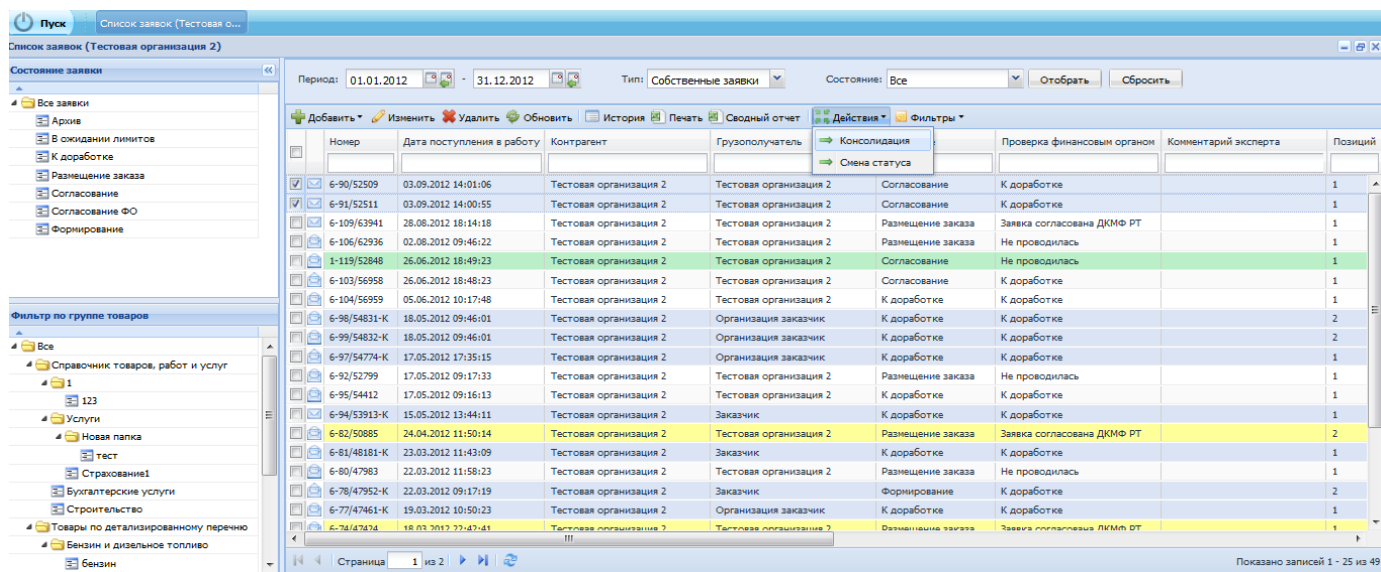 Пуск
Список заявок (Тестовая о...
Список заявок (Тестовая организация 2)
Состояние заявки
Все заявки
Архив
В ожидании лимитов
К доработке
Размещение заказа
Согласование
Согласование ФО
Формирование
Фильтр по группе товаров
Все
Справочник товаров, работ и услуг
1
123
Услуги
Новая папка
тест
Страхование1
Бухгалтерские услуги
Строительство
Товары по детализированному перечню
Бензин и дизельное топливо
бензин
Период: 01.01.2012 - 31.12.2012 Тип: Собственные заявки Состояние: Все Отобрать Сбросить
Добавить Изменить Удалить Обновить История Печать Сводный отчет Действия Фильтры
Консолидация
Смена статуса
Номер Дата поступления в работу Контрагент Грузополучатель Проверка финансовым органом Комментарий эксперта Позиций
6-90/52509 03.09.2012 14:01:06 Тестовая организация 2 Тестовая организация 2 Согласование К доработке 1
6-91/52511 03.09.2012 14:00:55 Тестовая организация 2 Тестовая организация 2 Согласование К доработке 1
6-109/63941 28.08.2012 18:14:18 Тестовая организация 2 Тестовая организация 2 Размещение заказа Заявка согласована ДКМФ РТ 1
6-106/62936 02.08.2012 09:46:22 Тестовая организация 2 Тестовая организация 2 Размещение заказа Не проводилась 1
1-119/52848 26.06.2012 18:49:23 Тестовая организация 2 Тестовая организация 2 Согласование Не проводилась 1
6-103/56958 26.06.2012 18:48:23 Тестовая организация 2 Тестовая организация 2 Согласование К доработке 1
6-104/56959 05.06.2012 10:17:48 Тестовая организация 2 Тестовая организация 2 К доработке К доработке 1
6-98/54831-К 18.05.2012 09:46:01 Тестовая организация 2 Организация заказчик К доработке К доработке 2
6-99/54832-К 18.05.2012 09:46:01 Тестовая организация 2 Организация заказчик К доработке К доработке 2
6-97/54774-К 17.05.2012 17:35:15 Тестовая организация 2 Организация заказчик К доработке К доработке 1
6-92/52799 17.05.2012 09:17:33 Тестовая организация 2 Тестовая организация 2 Размещение заказа Не проводилась 1
6-95/54412 17.05.2012 09:16:13 Тестовая организация 2 Тестовая организация 2 К доработке К доработке 1
6-94/53913-К 15.05.2012 13:44:11 Тестовая организация 2 Заказчик К доработке К доработке 1
6-82/50885 24.04.2012 11:50:14 Тестовая организация 2 Тестовая организация 2 Размещение заказа Заявка согласована ДКМФ РТ 2
6-81/48181-К 23.03.2012 11:43:09 Тестовая организация 2 Заказчик К доработке К доработке 1
6-80/47983 22.03.2012 11:58:23 Тестовая организация 2 Тестовая организация 2 Размещение заказа Не проводилась 1
6-78/47952-К 22.03.2012 09:17:19 Тестовая организация 2 Заказчик Формирование К доработке 2
6-77/47461-К 19.03.2012 10:50:23 Тестовая организация 2 Организация заказчик К доработке К доработке 1
6-74/47424 18.03.2012 22:42:41 Тестовая организация 2 Тестовая организация 2 Размещение заказа Заявка согласована ДКМФ РТ 1
Страница 1 из 2 Показано записей 1 - 25 из 49